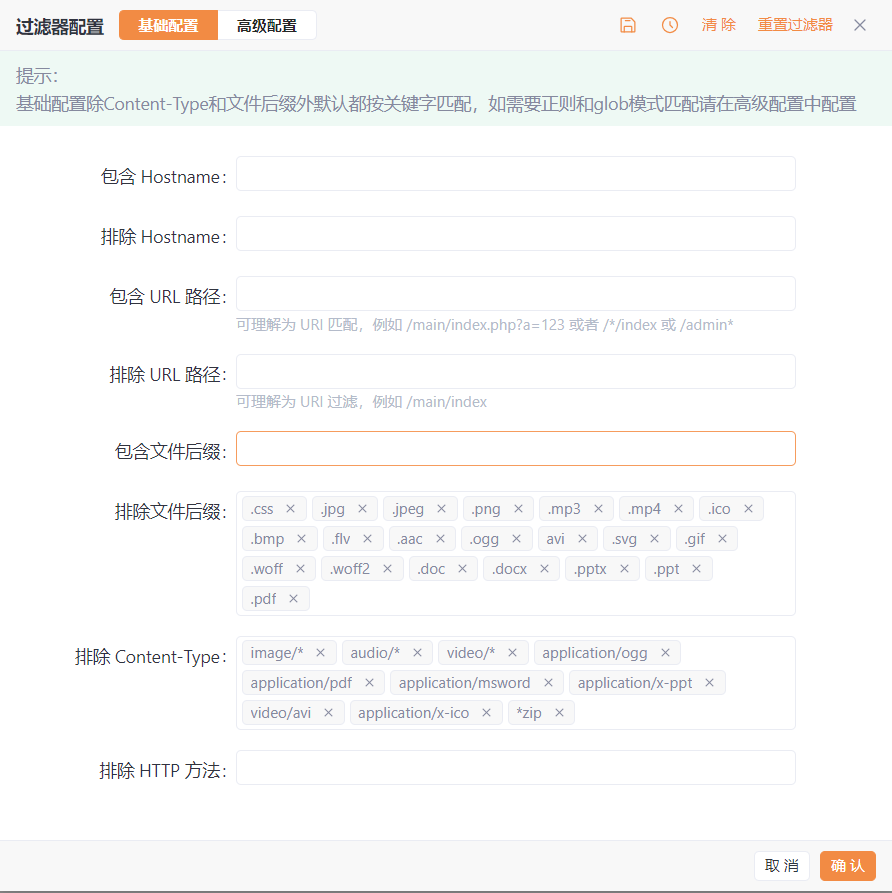 过滤器配置 基础配置 高级配置 清 除 重置过滤器
提示:
基础配置除Content-Type和文件后缀外默认都按关键字匹配，如需要正则和glob模式匹配请在高级配置中配置
包含 Hostname:
排除 Hostname:
包含 URL 路径:
可理解为 URI 匹配，例如 /main/index.php?a=123 或者 /*/index 或 /admin*
排除 URL 路径:
可理解为 URI 过滤，例如 /main/index
包含文件后缀:
排除文件后缀: .css × .jpg × .jpeg × .png × .mp3 × .mp4 × .ico ×
.bmp × .flv × .aac × .ogg × avi × .svg × .gif ×
.woff × .woff2 × .doc × .docx × .pptx × .ppt ×
.pdf ×
排除 Content-Type: image/* × audio/* × video/* × application/ogg ×
application/pdf × application/msword × application/x-ppt ×
video/avi × application/x-ico × *zip ×
排除 HTTP 方法:
取 消 确 认